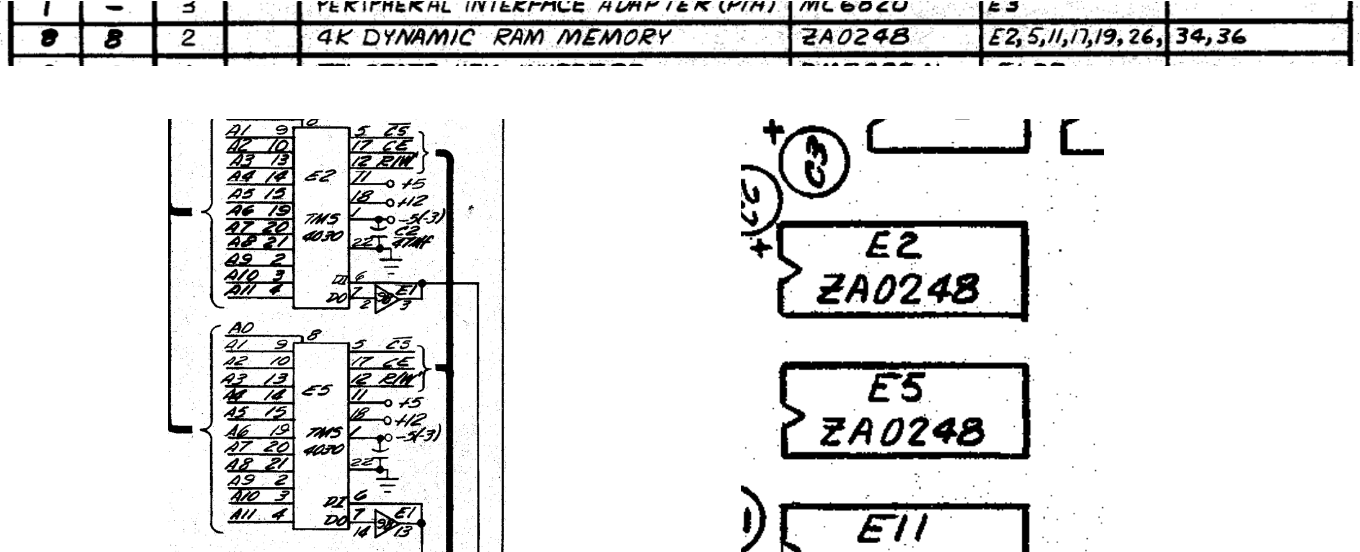 1 - 3 PERIPHERAL INTERFACE ADAPTER (PIA) MC6820 E3
8 8 2 4K DYNAMIC RAM MEMORY ZA0248 E2,5,11,17,19,26, 34,36
A1 9 5 CS
A2 10 17 CE
A3 13 12 R/W
A4 14 E2 11 +5
A5 15 18 +12
A6 19 TMS 1 -5(-3)
A7 20 4030 C2
A8 21 22 47MF
A9 2
A10 3 DI 6
A11 4 DO 7 2 9B E1 3
A0 8
A1 9 5 CS
A2 10 17 CE
A3 13 12 R/W
A4 14 E5 11 +5
A5 15 18 +12
A6 19 TMS 1 -5(-3)
A7 20 4030
A8 21 22
A9 2
A10 3 DI 6
A11 4 DO 7 14 9B E1 13
+ C3
+
E2
ZA0248
E5
ZA0248
E11